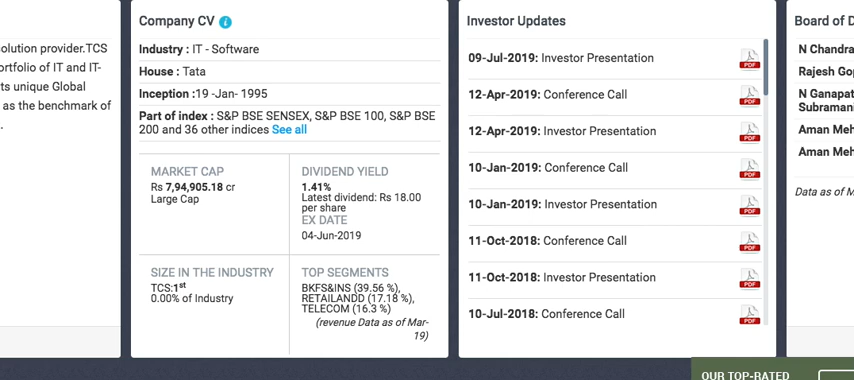 olution provider.TCS
ortfolio of IT and IT-
ts unique Global
as the benchmark of
.
Company CV i
Industry : IT - Software
House : Tata
Inception :19 -Jan- 1995
Part of index : S&P BSE SENSEX, S&P BSE 100, S&P BSE
200 and 36 other indices See all
MARKET CAP
Rs 7,94,905.18 cr
Large Cap
DIVIDEND YIELD
1.41%
Latest dividend: Rs 18.00
per share
EX DATE
04-Jun-2019
SIZE IN THE INDUSTRY
TCS:1st
0.00% of Industry
TOP SEGMENTS
BKFS&INS (39.56 %),
RETAILANDD (17.18 %),
TELECOM (16.3 %)
(revenue Data as of Mar-
19)
Investor Updates
09-Jul-2019: Investor Presentation PDF
12-Apr-2019: Conference Call PDF
12-Apr-2019: Investor Presentation PDF
10-Jan-2019: Conference Call PDF
10-Jan-2019: Investor Presentation PDF
11-Oct-2018: Conference Call PDF
11-Oct-2018: Investor Presentation PDF
10-Jul-2018: Conference Call PDF
Board of D
N Chandra
Rajesh Gop
N Ganapat
Subramani
Aman Meh
Aman Meh
Data as of M
OUR TOP-RATED